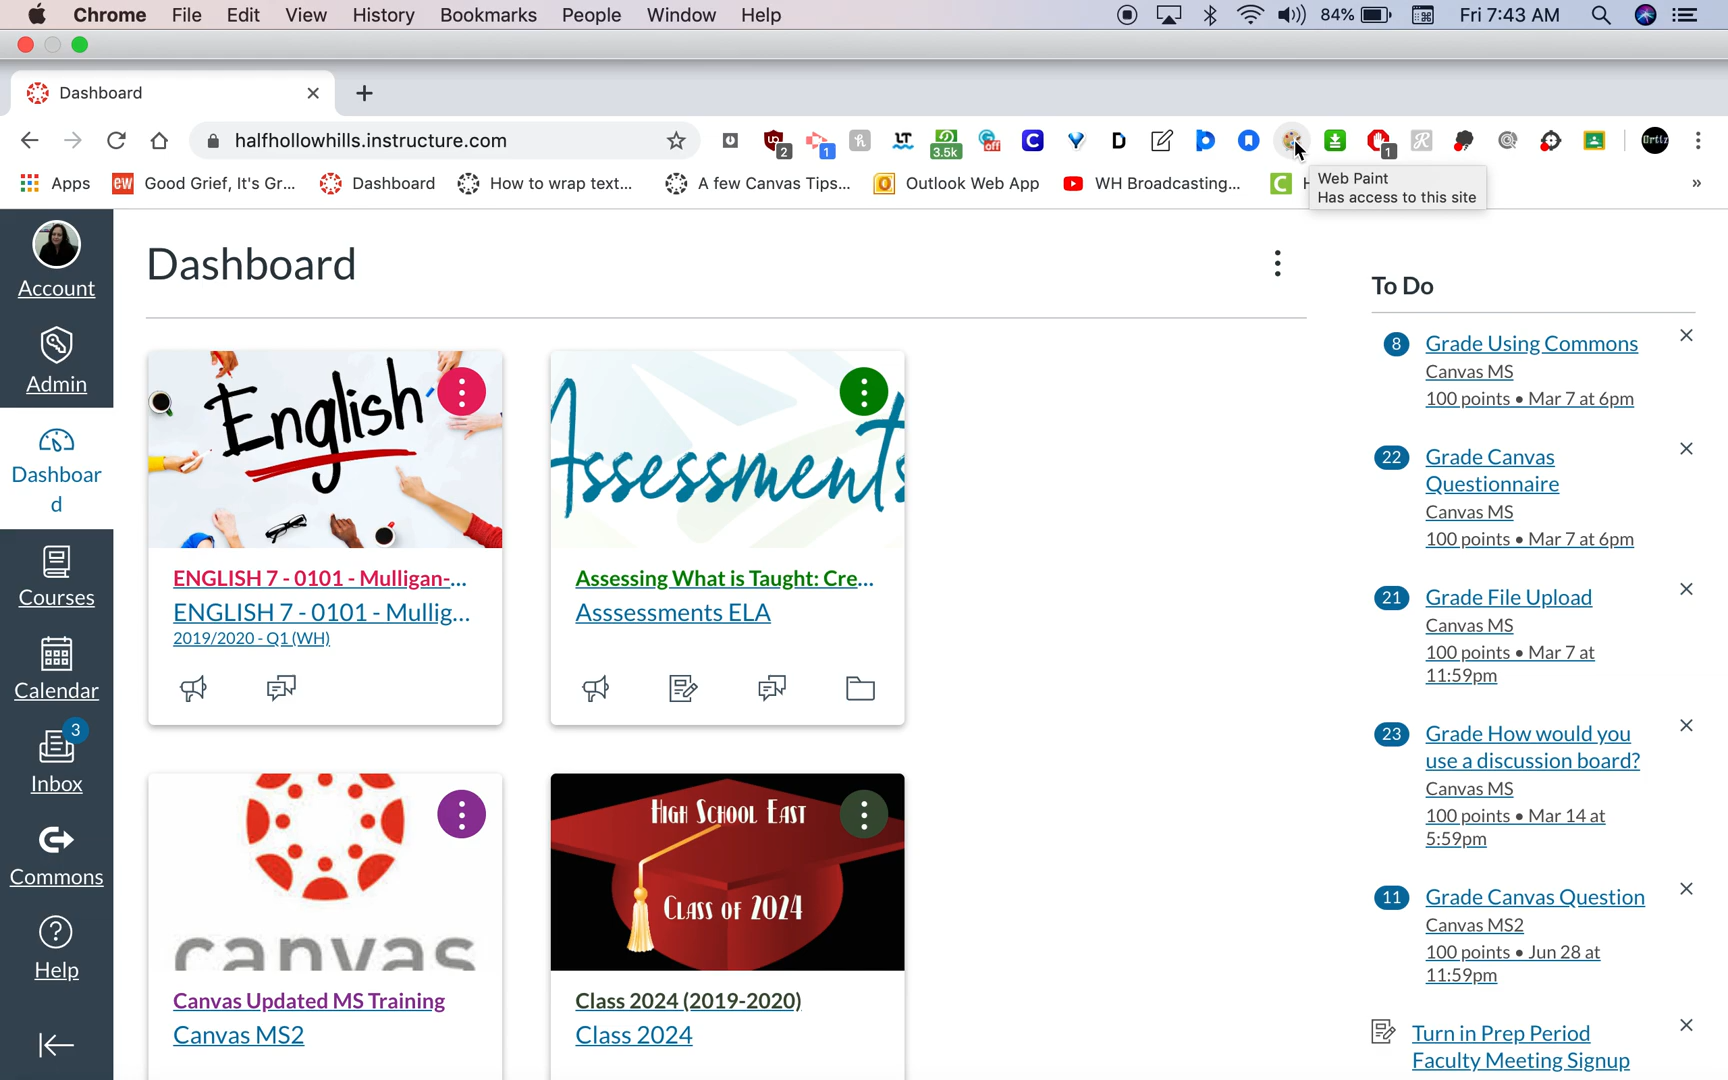 Chrome File Edit View History Bookmarks People Window Help 84% Fri 7:43 AM
Dashboard
halfhollowhills.instructure.com
2 1 3.5k off 1
Apps Good Grief, It's Gr... Dashboard How to wrap text... A few Canvas Tips... Outlook Web App WH Broadcasting... »
Web Paint
Has access to this site
Account
Admin
Dashboar
d
Courses
Calendar
3
Inbox
Commons
Help
Dashboard
English
ENGLISH 7 - 0101 - Mulligan-...
ENGLISH 7 - 0101 - Mullig...
2019/2020 - Q1 (WH)
Assessments
Assessing What is Taught: Cre...
Asssessments ELA
canvas
Canvas Updated MS Training
Canvas MS2
High School East
Class of 2024
Class 2024 (2019-2020)
Class 2024
To Do
8 Grade Using Commons
Canvas MS
100 points • Mar 7 at 6pm
22 Grade Canvas
Questionnaire
Canvas MS
100 points • Mar 7 at 6pm
21 Grade File Upload
Canvas MS
100 points • Mar 7 at
11:59pm
23 Grade How would you
use a discussion board?
Canvas MS
100 points • Mar 14 at
5:59pm
11 Grade Canvas Question
Canvas MS2
100 points • Jun 28 at
11:59pm
Turn in Prep Period
Faculty Meeting Signup